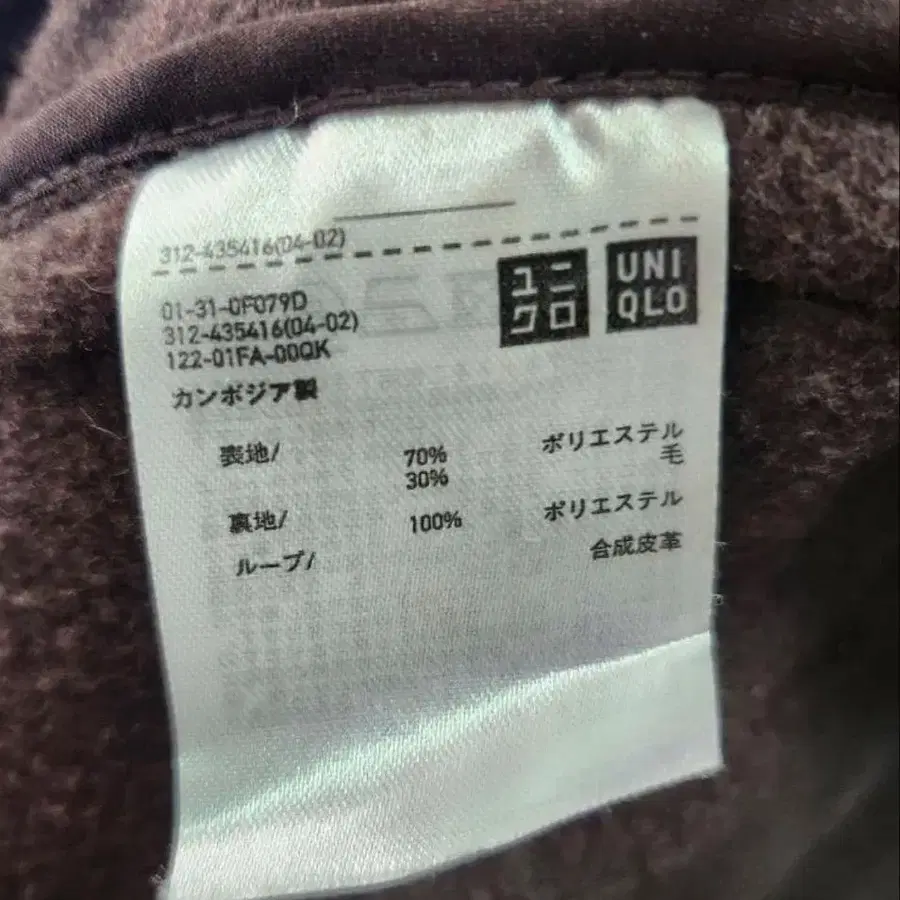 312-435416(04-02)
ユニ
クロ
UNI
QLO
01-31-0F079D
312-435416(04-02)
122-01FA-00QK
カンボジア製
表地/ 70% ポリエステル
30% 毛
裏地/ 100% ポリエステル
ループ/ 合成皮革